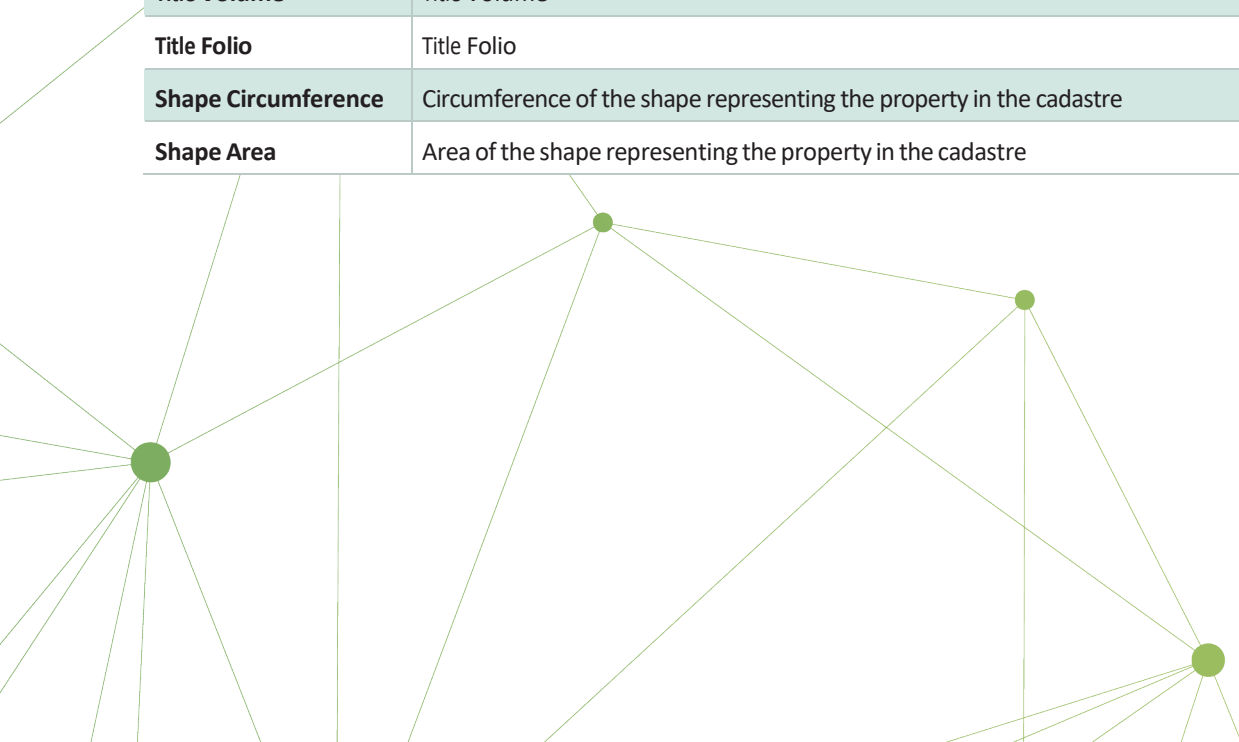 Title Folio Title Folio
Shape Circumference Circumference of the shape representing the property in the cadastre
Shape Area Area of the shape representing the property in the cadastre